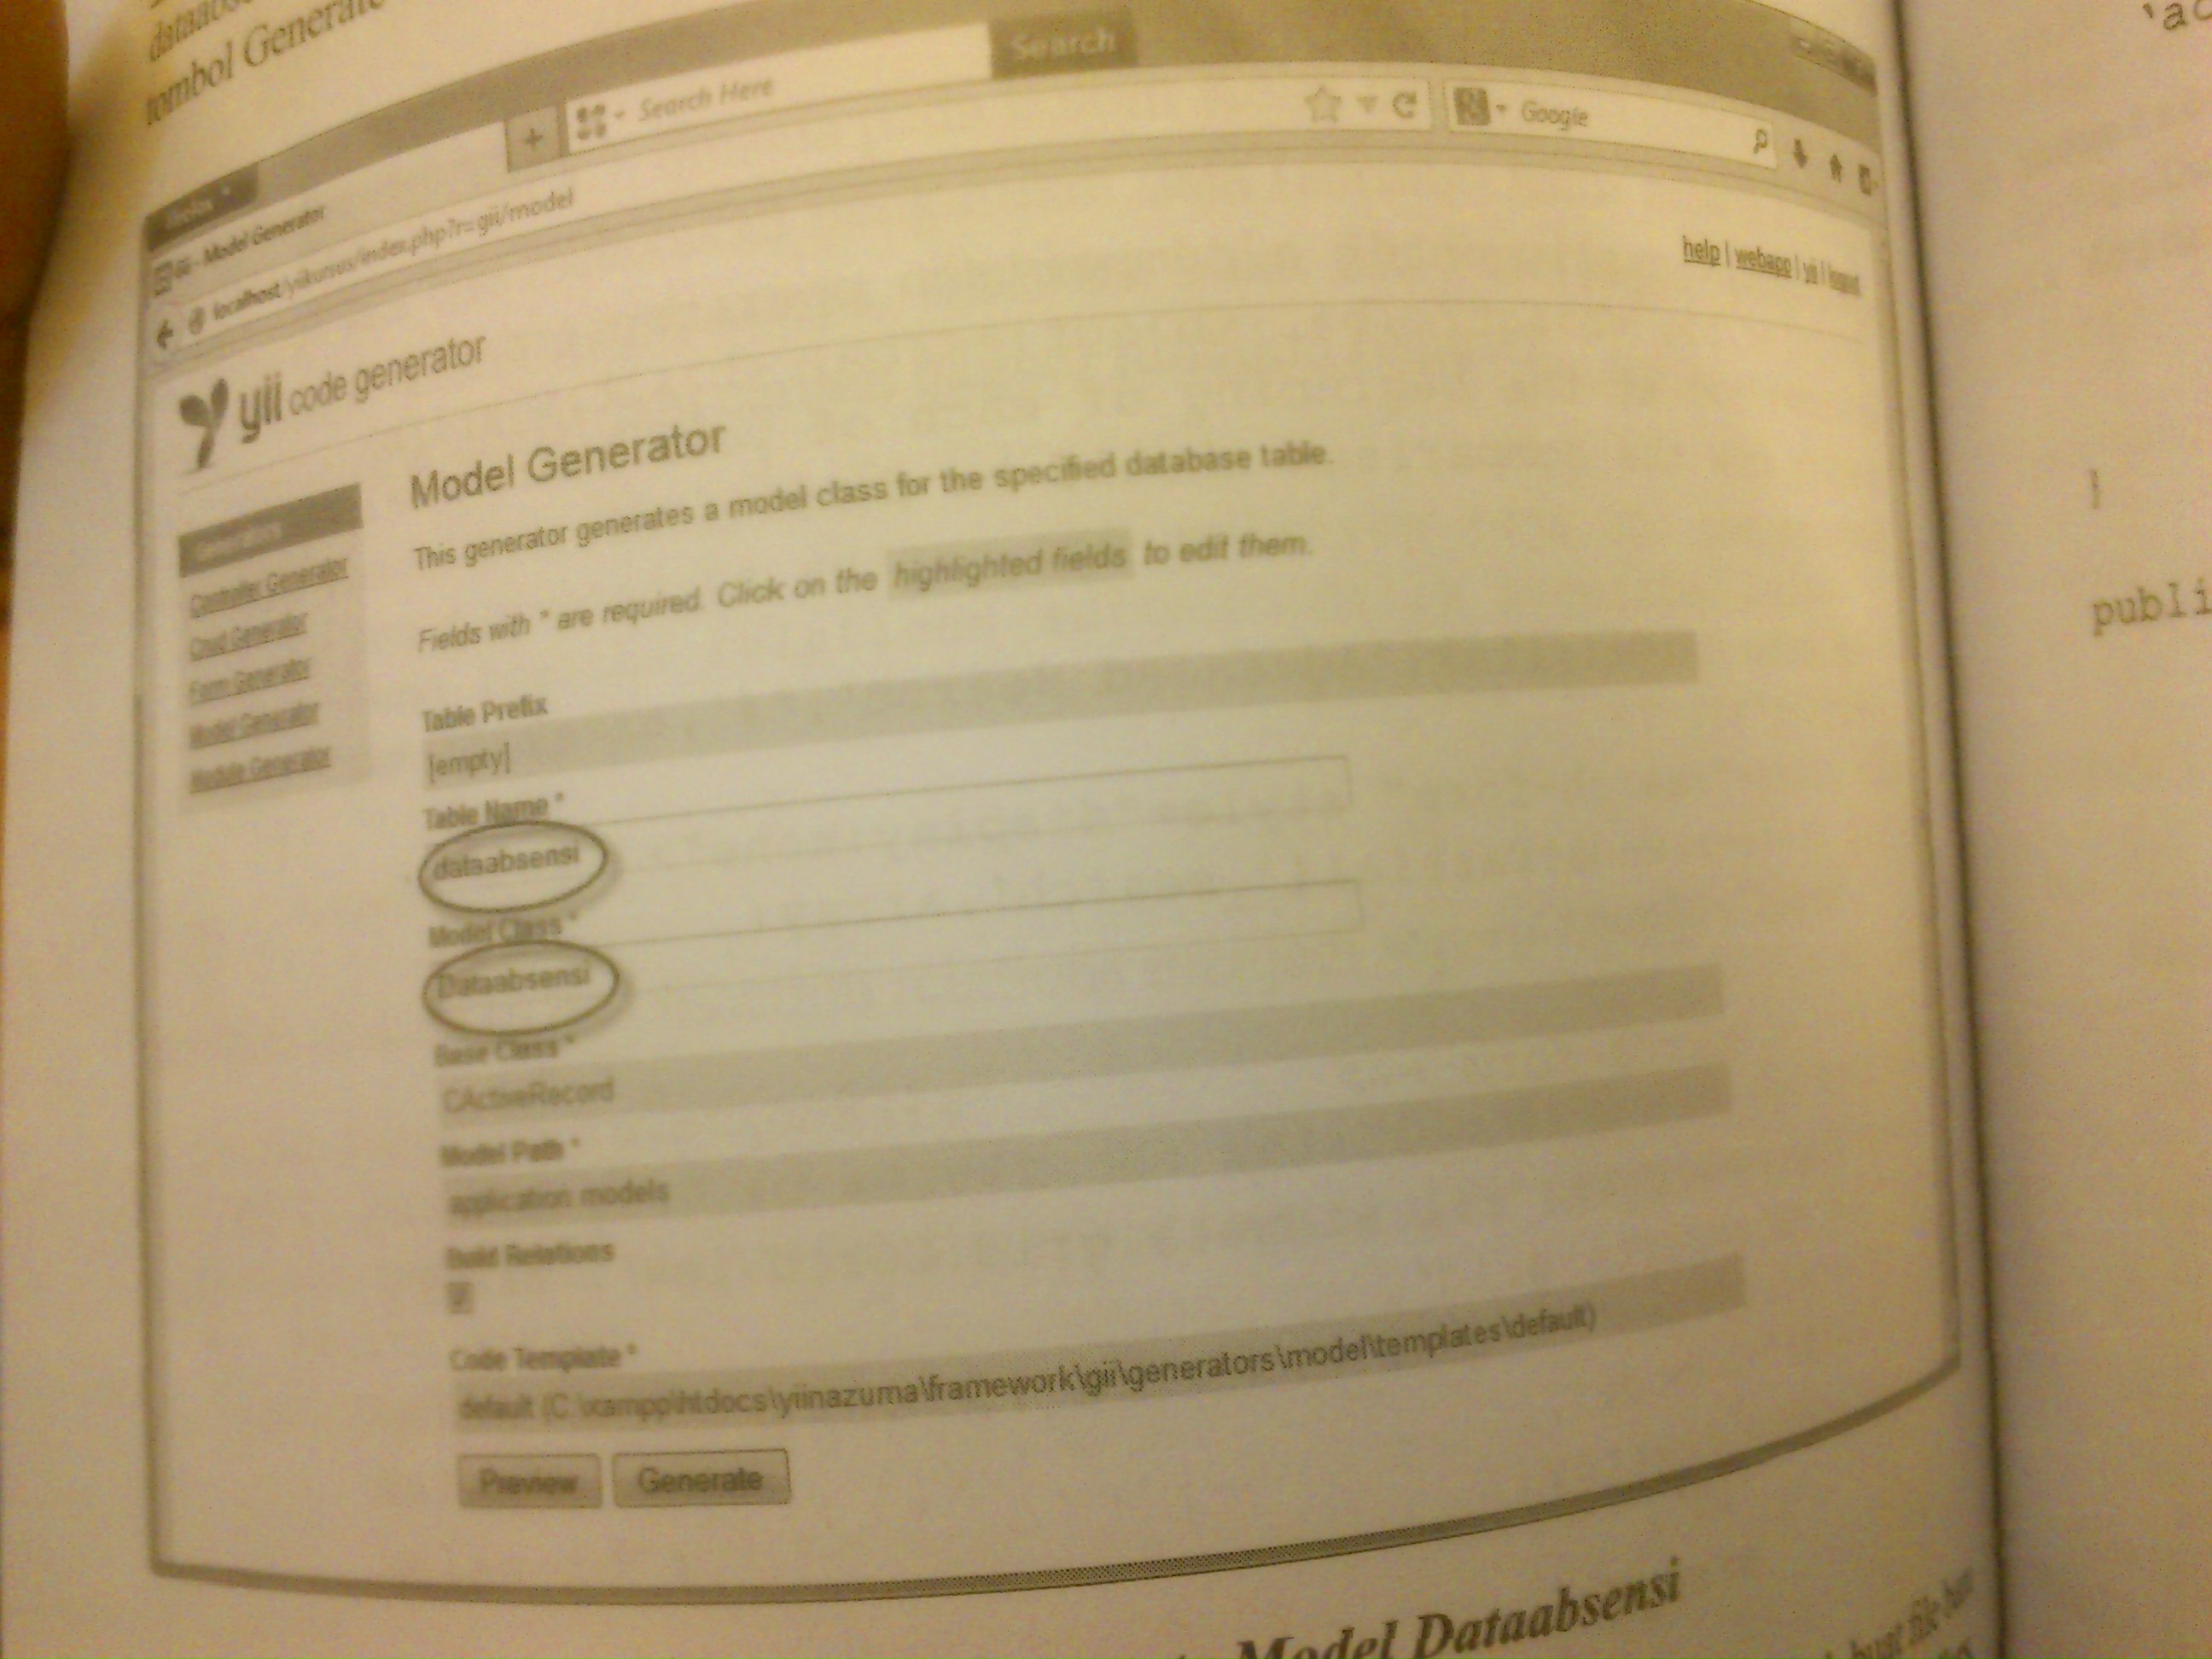 tombol Generate
Search
Search Here
Google
Gii - Model Generator
localhost/yiikursus/index.php?r=gii/model
help | webapp | yii | logout
yii code generator
Model Generator
This generator generates a model class for the specified database table.
Fields with * are required. Click on the highlighted fields to edit them.
Generators
Controller Generator
Crud Generator
Form Generator
Model Generator
Module Generator
Table Prefix
[empty]
Table Name *
dataabsensi
Model Class *
Dataabsensi
Base Class *
CActiveRecord
Model Path *
application.models
Build Relations
Code Template *
default (C:\xampp\htdocs\yiinazuma\framework\gii\generators\model\templates\default)
Preview
Generate
Model Dataabsensi
buat file
}
publi